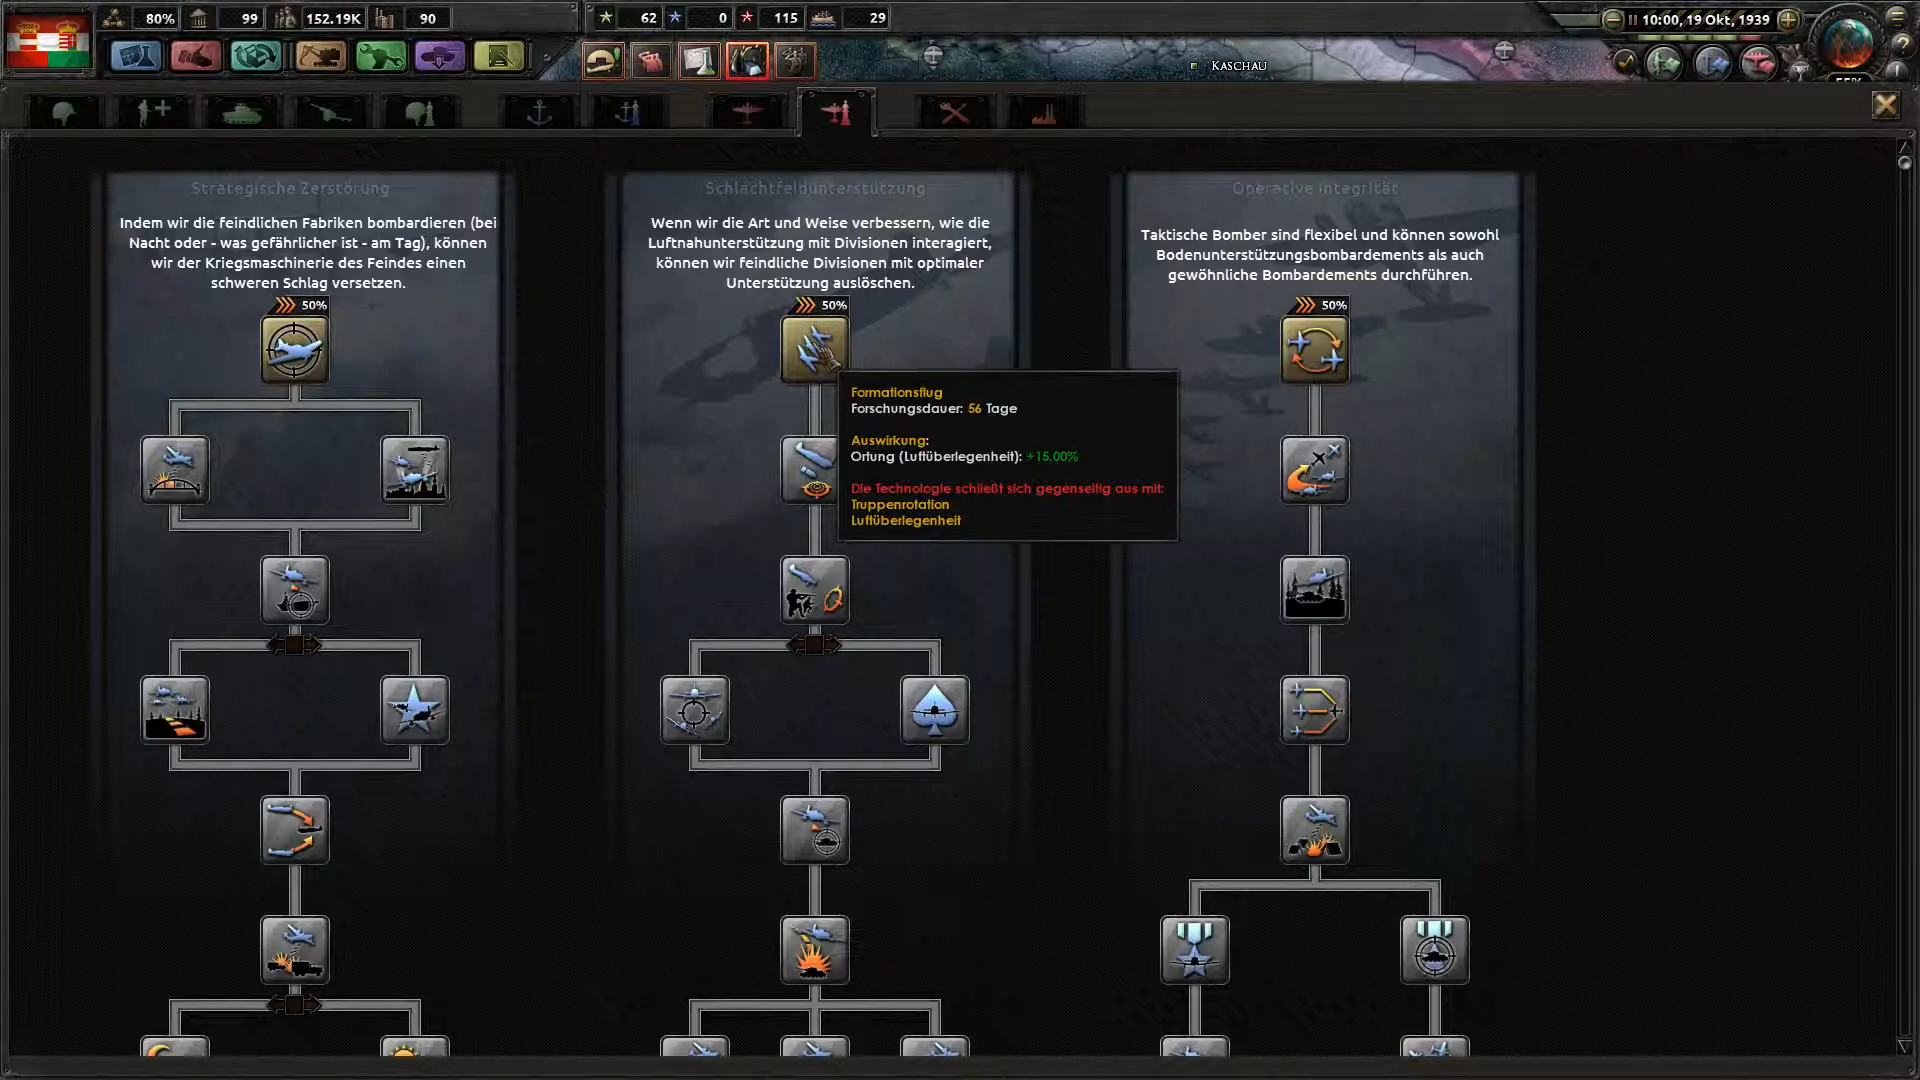 80% 99 152.19K 90 62 0 115 29 10:00, 19 Okt, 1939
KASCHAU
Strategische Zerstörung
Indem wir die feindlichen Fabriken bombardieren (bei
Nacht oder - was gefährlicher ist - am Tag), können
wir der Kriegsmaschinerie des Feindes einen
schweren Schlag versetzen.
50%
Schlachtfeldunterstützung
Wenn wir die Art und Weise verbessern, wie die
Luftnahunterstützung mit Divisionen interagiert,
können wir feindliche Divisionen mit optimaler
Unterstützung auslöschen.
50%
Operative Integrität
Taktische Bomber sind flexibel und können sowohl
Bodenunterstützungsbombardements als auch
gewöhnliche Bombardements durchführen.
50%
Formationsflug
Forschungsdauer: 56 Tage
Auswirkung:
Ortung (Luftüberlegenheit): +15.00%
Die Technologie schließt sich gegenseitig aus mit:
Truppenrotation
Luftüberlegenheit